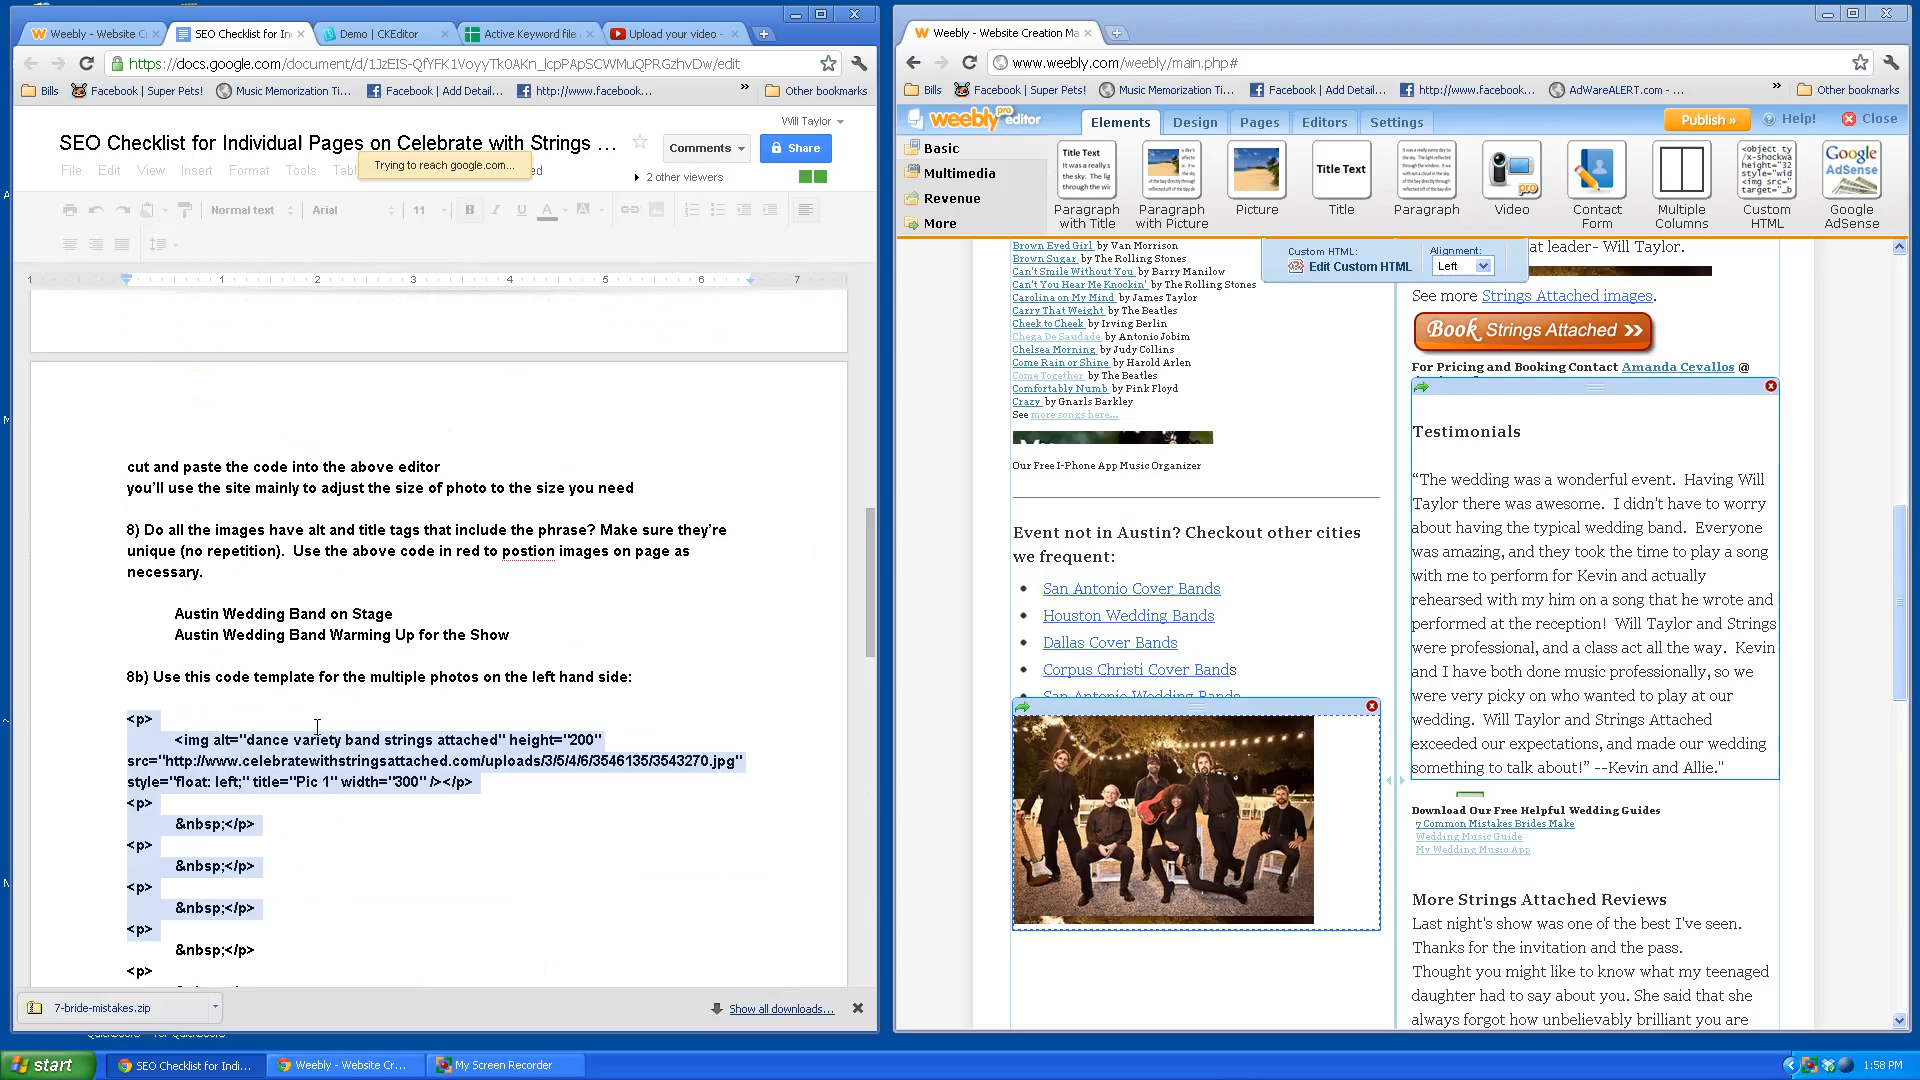 Weebly - Website C
SEO Checklist for In
Demo | CKEditor
Active Keyword file
Upload your video -
https://docs.google.com/document/d/1JzEIS-QfYFK1VoyyTk0AKn_lcpPApSCWMuQPRGzhvDw/edit
Bills
Facebook | Super Pets!
Music Memorization Ti...
Facebook | Add Detail...
http://www.facebook...
»
Other bookmarks
Will Taylor
SEO Checklist for Individual Pages on Celebrate with Strings ...
Comments
Share
Trying to reach google.com...
File Edit View Insert Format Tools
2 other viewers
Normal text
Arial
11
B I U A
1 1 2 3 4 5 6 7
cut and paste the code into the above editor
you'll use the site mainly to adjust the size of photo to the size you need
8) Do all the images have alt and title tags that include the phrase? Make sure they're
unique (no repetition). Use the above code in red to postion images on page as
necessary.
Austin Wedding Band on Stage
Austin Wedding Band Warming Up for the Show
8b) Use this code template for the multiple photos on the left hand side:
<p>
<img alt="dance variety band strings attached" height="200"
src="http://www.celebratewithstringsattached.com/uploads/3/5/4/6/3546135/3543270.jpg"
style="float: left;" title="Pic 1" width="300" /></p>
<p>
&nbsp;</p>
<p>
&nbsp;</p>
<p>
&nbsp;</p>
<p>
&nbsp;</p>
<p>
7-bride-mistakes.zip
Show all downloads...
Weebly - Website Creation Ma
www.weebly.com/weebly/main.php#
Bills
Facebook | Super Pets!
Music Memorization Ti...
Facebook | Add Detail...
http://www.facebook...
AdWareALERT.com - ...
»
Other bookmarks
weebly pro
editor
Elements
Design
Pages
Editors
Settings
Publish »
Help!
Close
Basic
Multimedia
Revenue
More
Paragraph
with Title
Paragraph
with Picture
Picture
Title Text
Title
Paragraph
pro
Video
Contact
Form
Multiple
Columns
Custom
HTML
Google
AdSense
Google
AdSense
Custom HTML:
Edit Custom HTML
Alignment:
Left
Brown Eyed Girl by Van Morrison
Brown Sugar by The Rolling Stones
Can't Smile Without You by Barry Manilow
Can't You Hear Me Knockin' by The Rolling Stones
Carolina on My Mind by James Taylor
Carry That Weight by The Beatles
Cheek to Cheek by Irving Berlin
Chega De Saudade by Antonio Jobim
Chelsea Morning by Judy Collins
Come Rain or Shine by Harold Arlen
Come Together by The Beatles
Comfortably Numb by Pink Floyd
Crazy by Gnarls Barkley
See more songs here...
Our Free I-Phone App Music Organizer
Event not in Austin? Checkout other cities
we frequent:
San Antonio Cover Bands
Houston Wedding Bands
Dallas Cover Bands
Corpus Christi Cover Bands
San Antonio Wedding Bands
at leader- Will Taylor.
See more Strings Attached images.
Book Strings Attached >>
For Pricing and Booking Contact Amanda Cevallos @
Testimonials
“The wedding was a wonderful event. Having Will
Taylor there was awesome. I didn't have to worry
about having the typical wedding band. Everyone
was amazing, and they took the time to play a song
with me to perform for Kevin and actually
rehearsed with my him on a song that he wrote and
performed at the reception! Will Taylor and Strings
were professional, and a class act all the way. Kevin
and I have both done music professionally, so we
were very picky on who wanted to play at our
wedding. Will Taylor and Strings Attached
exceeded our expectations, and made our wedding
something to talk about!” --Kevin and Allie."
Download Our Free Helpful Wedding Guides
7 Common Mistakes Brides Make
Wedding Music Guide
My Wedding Music App
More Strings Attached Reviews
Last night's show was one of the best I've seen.
Thanks for the invitation and the pass.
Thought you might like to know what my teenaged
daughter had to say about you. She said that she
always forgot how unbelievably brilliant you are
start
SEO Checklist for Indi...
Weebly - Website Cr...
My Screen Recorder
1:58 PM